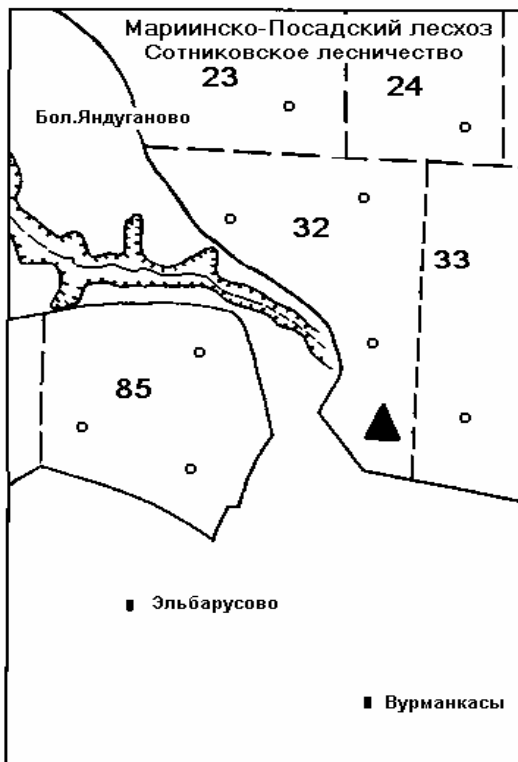 Мариинско-Посадский лесхоз
Сотниковское лесничество
23
24
Бол.Яндуганово
32
33
85
Эльбарусово
Вурманкасы